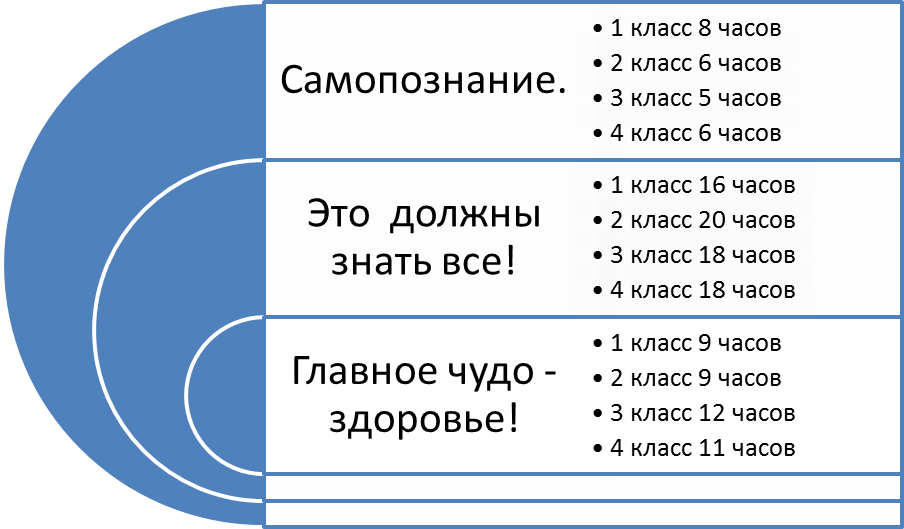 Самопознание.
• 1 класс 8 часов
• 2 класс 6 часов
• 3 класс 5 часов
• 4 класс 6 часов
Это должны
знать все!
• 1 класс 16 часов
• 2 класс 20 часов
• 3 класс 18 часов
• 4 класс 18 часов
Главное чудо -
здоровье!
• 1 класс 9 часов
• 2 класс 9 часов
• 3 класс 12 часов
• 4 класс 11 часов